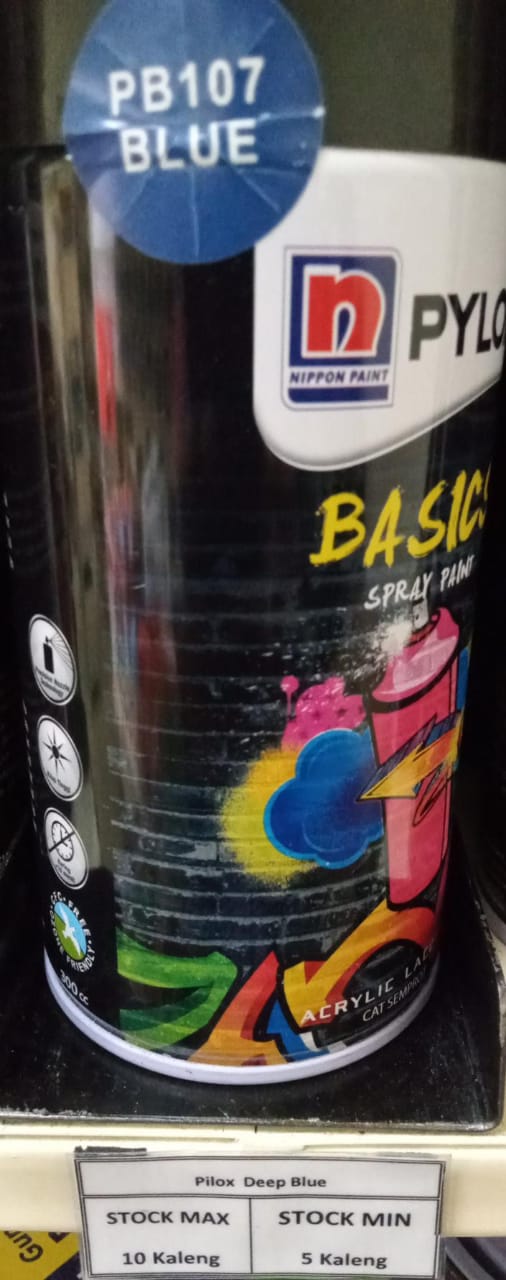 PB107
BLUE
n
NIPPON PAINT
PYLO
BASICS
SPRAY PAINT
300 cc
ACRYLIC LAC
CAT SEMPRO
Pilox Deep Blue
STOCK MAX
STOCK MIN
10 Kaleng
5 Kaleng